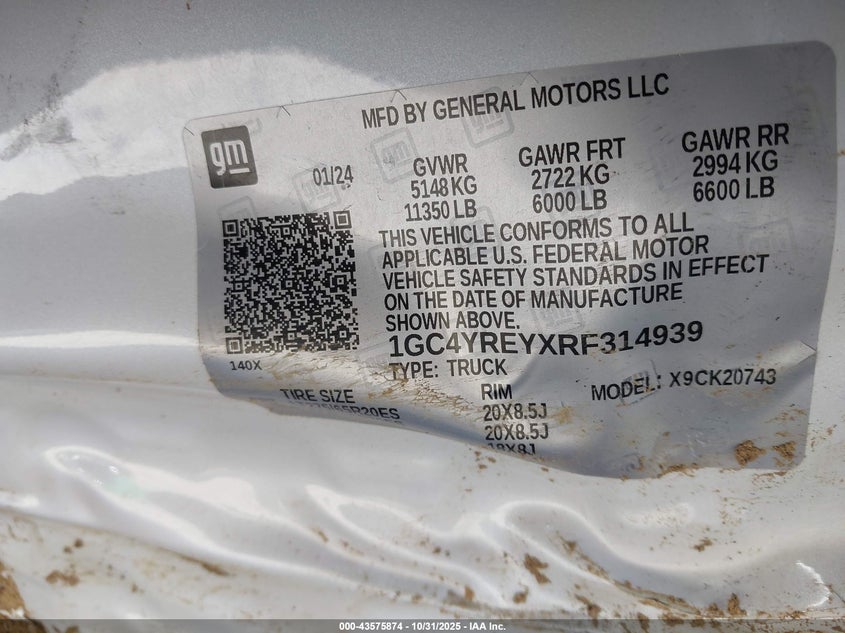 MFD BY GENERAL MOTORS LLC
gm
01/24
GVWR
5148 KG
11350 LB
GAWR FRT
2722 KG
6000 LB
GAWR RR
2994 KG
6600 LB
THIS VEHICLE CONFORMS TO ALL
APPLICABLE U.S. FEDERAL MOTOR
VEHICLE SAFETY STANDARDS IN EFFECT
ON THE DATE OF MANUFACTURE
SHOWN ABOVE.
1GC4YREYXRF314939
140X
TYPE: TRUCK
MODEL: X9CK20743
TIRE SIZE
RIM
20X8.5J
20X8.5J
18X8J
000-43575874 - 10/31/2025 - IAA Inc.